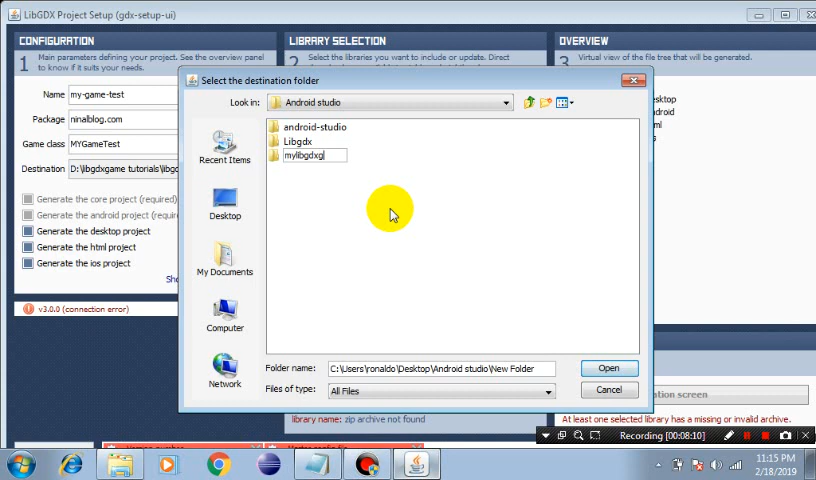 LibGDX Project Setup (gdx-setup-ui)
CONFIGURATION
1 Main parameters defining your project. See the overview panel
to know if it suits your needs.
LIBRARY SELECTION
2 Select the libraries you want to include or update. Direct
OVERVIEW
3 Virtual view of the file tree that will be generated.
Name my-game-test
Package ninalblog.com
Game class MYGameTest
Destination D:\libgdxgame tutorials\libgd
Generate the core project (required)
Generate the android project (require
Generate the desktop project
Generate the html project
Generate the ios project
Sho
v3.0.0 (connection error)
Select the destination folder
Look in: Android studio
Recent Items
Desktop
My Documents
Computer
Network
android-studio
Libgdx
mylibgdxg
Folder name: C:\Users\ronaldo\Desktop\Android studio\New Folder
Open
Files of type: All Files
Cancel
esktop
android
ml
s
library name: zip archive not found
ation screen
At least one selected library has a missing or invalid archive.
Recording [00:08:10]
11:15 PM
2/18/2019